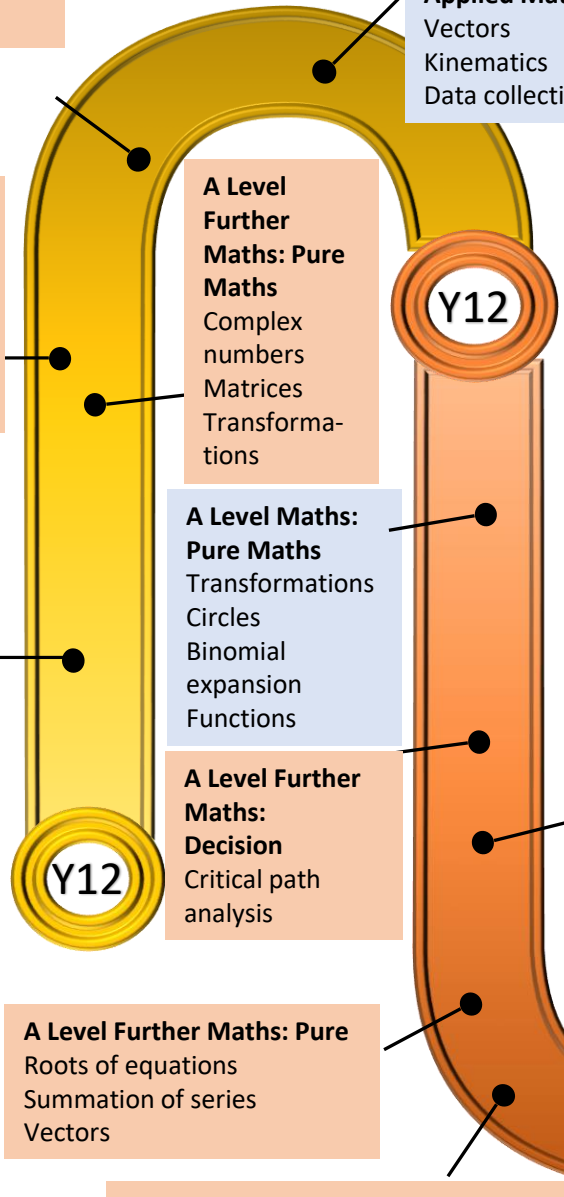 Applied
Vectors
Kinematics
Data
A Level
Further
Maths: Pure
Maths
Complex
numbers
Matrices
Transforma-
tions
Y12
A Level Maths:
Pure Maths
Transformations
Circles
Binomial
expansion
Functions
A Level Further
Maths:
Decision
Critical path
analysis
Y12
A Level Further Maths: Pure
Roots of equations
Summation of series
Vectors